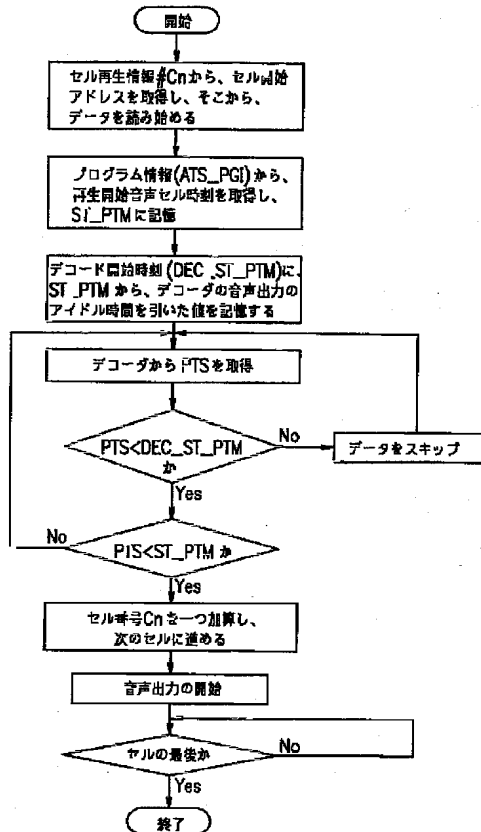 開始
セル再生情報#Cnから、セル開始
アドレスを取得し、そこから、
データを読み始める
プログラム情報(ATS_PGI)から、
再生開始音声セル時刻を取得し、
ST_PTMに記憶
デコード開始時刻(DEC_ST_PTM)に、
ST_PTMから、デコーダの音声出力の
アイドル時間を引いた値を記憶する
デコーダからPTSを取得
PTS<DEC_ST_PTM
か
No
データをスキップ
Yes
No
PTS<ST_PTMか
Yes
セル番号Cnを一つ加算し、
次のセルに進める
音声出力の開始
セルの最後か
No
Yes
終了